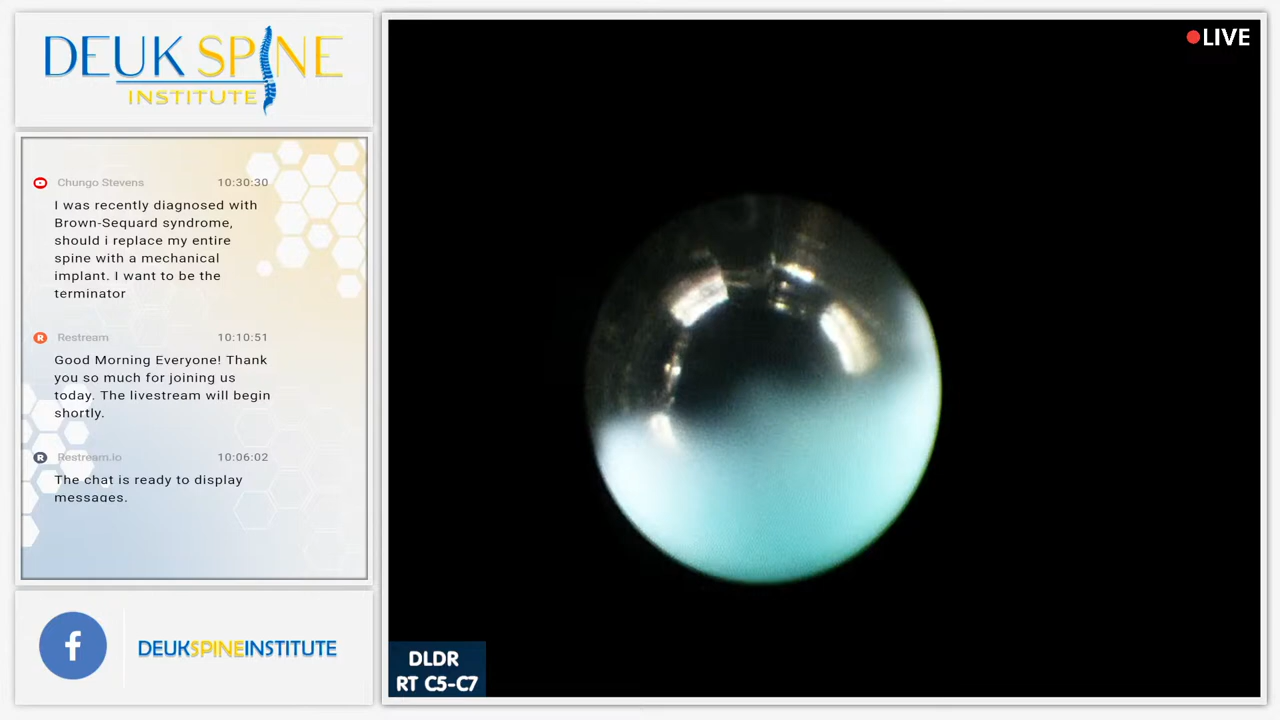 DEUK SPINE
INSTITUTE
LIVE
Chungo Stevens 10:30:30
I was recently diagnosed with
Brown-Sequard syndrome,
should i replace my entire
spine with a mechanical
implant. I want to be the
terminator
Restream 10:10:51
Good Morning Everyone! Thank
you so much for joining us
today. The livestream will begin
shortly.
Restream.io 10:06:02
The chat is ready to display
messages.
DEUKSPINEINSTITUTE
DLDR
RT C5-C7